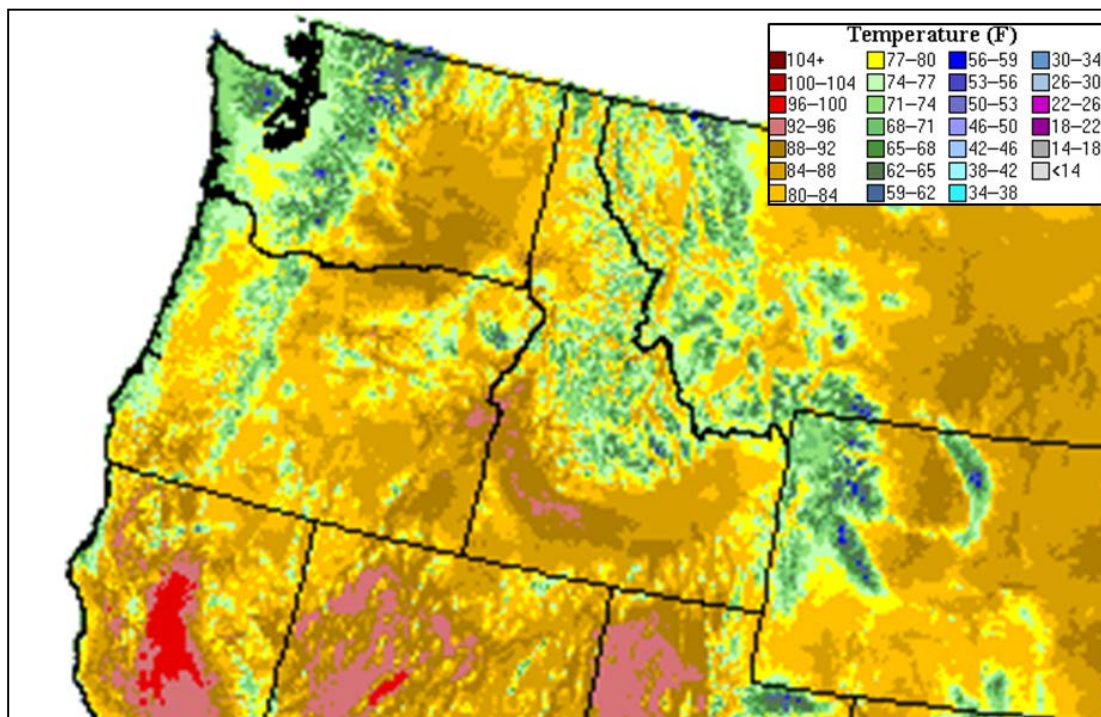 Temperature (F)
104+ 77-80 56-59 30-34
100-104 74-77 53-56 26-30
96-100 71-74 50-53 22-26
92-96 68-71 46-50 18-22
88-92 65-68 42-46 14-18
84-88 62-65 38-42 <14
80-84 59-62 34-38